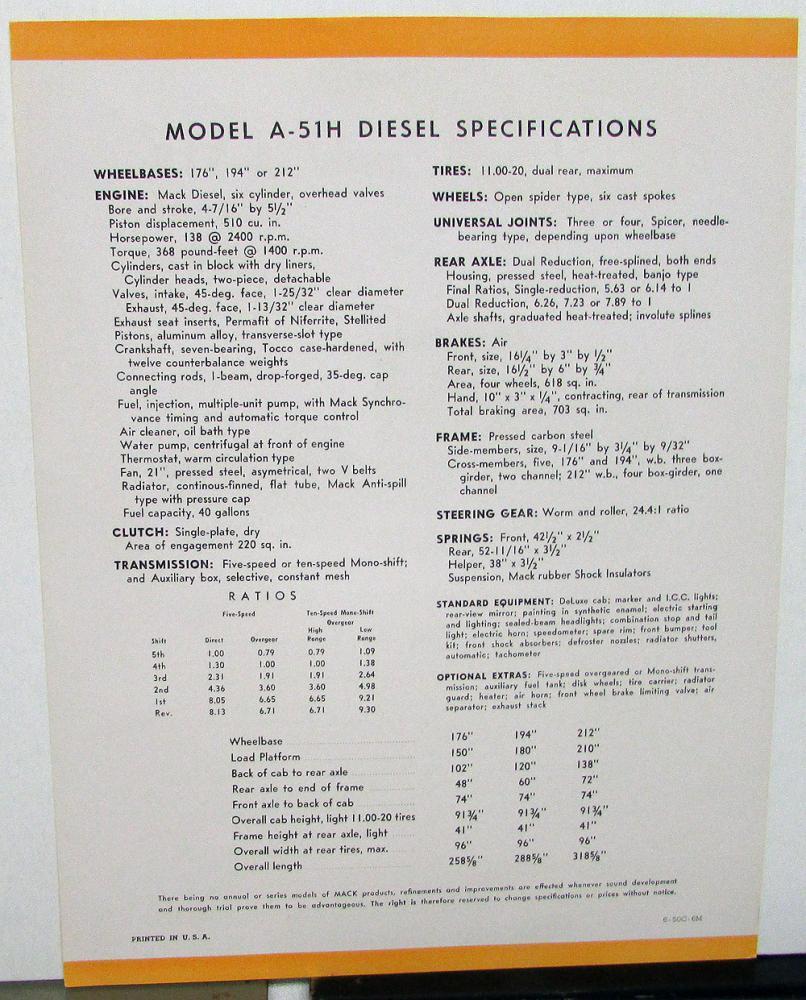 MODEL A-51H DIESEL SPECIFICATIONS
WHEELBASES: 176", 194" or 212"
ENGINE: Mack Diesel, six cylinder, overhead valves
Bore and stroke, 4-7/16" by 5½"
Piston displacement, 510 cu. in.
Horsepower, 138 @ 2400 r.p.m.
Torque, 368 pound-feet @ 1400 r.p.m.
Cylinders, cast in block with dry liners,
Cylinder heads, two-piece, detachable
Valves, intake, 45-deg. face, 1-25/32" clear diameter
Exhaust, 45-deg. face, 1-13/32" clear diameter
Exhaust seat inserts, Permafit of Niferrite, Stellited
Pistons, aluminum alloy, transverse-slot type
Crankshaft, seven-bearing, Tocco case-hardened, with
twelve counterbalance weights
Connecting rods, I-beam, drop-forged, 35-deg. cap
angle
Fuel, injection, multiple-unit pump, with Mack Synchro-
vance timing and automatic torque control
Air cleaner, oil bath type
Water pump, centrifugal at front of engine
Thermostat, warm circulation type
Fan, 21", pressed steel, asymetrical, two V belts
Radiator, continous-finned, flat tube, Mack Anti-spill
type with pressure cap
Fuel capacity, 40 gallons
CLUTCH: Single-plate, dry
Area of engagement 220 sq. in.
TRANSMISSION: Five-speed or ten-speed Mono-shift;
and Auxiliary box, selective, constant mesh
RATIOS
Five-Speed Ten-Speed Mono-Shift
Overgear
High Low
Shift Direct Overgear Range Range
5th 1.00 0.79 0.79 1.09
4th 1.30 1.00 1.00 1.38
3rd 2.31 1.91 1.91 2.64
2nd 4.36 3.60 3.60 4.98
1st 8.05 6.65 6.65 9.21
Rev. 8.13 6.71 6.71 9.30
TIRES: 11.00-20, dual rear, maximum
WHEELS: Open spider type, six cast spokes
UNIVERSAL JOINTS: Three or four, Spicer, needle-
bearing type, depending upon wheelbase
REAR AXLE: Dual Reduction, free-splined, both ends
Housing, pressed steel, heat-treated, banjo type
Final Ratios, Single-reduction, 5.63 or 6.14 to 1
Dual Reduction, 6.26, 7.23 or 7.89 to 1
Axle shafts, graduated heat-treated; involute splines
BRAKES: Air
Front, size, 16¼" by 3" by ½"
Rear, size, 16½" by 6" by ¾"
Area, four wheels, 618 sq. in.
Hand, 10" x 3" x ¼", contracting, rear of transmission
Total braking area, 703 sq. in.
FRAME: Pressed carbon steel
Side-members, size, 9-1/16" by 3¼" by 9/32"
Cross-members, five, 176" and 194", w.b. three box-
girder, two channel; 212" w.b., four box-girder, one
channel
STEERING GEAR: Worm and roller, 24.4:1 ratio
SPRINGS: Front, 42½" x 2½"
Rear, 52-11/16" x 3½"
Helper, 38" x 3½"
Suspension, Mack rubber Shock Insulators
STANDARD EQUIPMENT: DeLuxe cab; marker and I.C.C. lights;
rear-view mirror; painting in synthetic enamel; electric starting
and lighting; sealed-beam headlights; combination stop and tail
light; electric horn; speedometer; spare rim; front bumper; tool
kit; front shock absorbers; defroster nozzles; radiator shutters,
automatic; tachometer
OPTIONAL EXTRAS: Five-speed overgeared or Mono-shift trans-
mission; auxiliary fuel tank; disk wheels; tire carrier; radiator
guard; heater; air horn; front wheel brake limiting valve; air
separator; exhaust stack
Wheelbase 176" 194" 212"
Load Platform 150" 180" 210"
Back of cab to rear axle 102" 120" 138"
Rear axle to end of frame 48" 60" 72"
Front axle to back of cab 74" 74" 74"
Overall cab height, light 11.00-20 tires 91¾" 91¾" 91¾"
Frame height at rear axle, light 41" 41" 41"
Overall width at rear tires, max. 96" 96" 96"
Overall length 258⅝" 288⅝" 318⅝"
There being no annual or series models of MACK products, refinements and improvements are effected whenever sound development
and thorough trial prove them to be advantageous. The right is therefore reserved to change specifications or prices without notice.
6-50C-6M
PRINTED IN U. S. A.